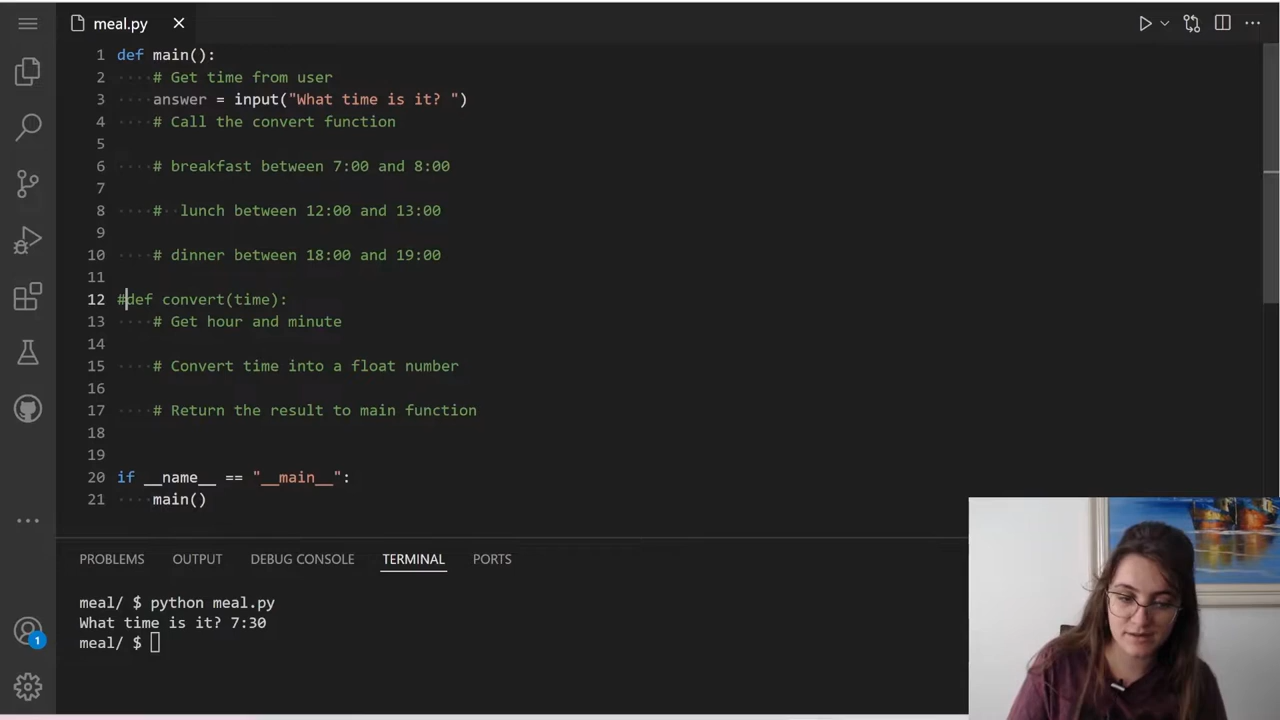 meal.py
1 def main():
2 # Get time from user
3 answer = input("What time is it? ")
4 # Call the convert function
5
6 # breakfast between 7:00 and 8:00
7
8 # lunch between 12:00 and 13:00
9
10 # dinner between 18:00 and 19:00
11
12 #def convert(time):
13 # Get hour and minute
14
15 # Convert time into a float number
16
17 # Return the result to main function
18
19
20 if __name__ == "__main__":
21 main()
PROBLEMS OUTPUT DEBUG CONSOLE TERMINAL PORTS
meal/ $ python meal.py
What time is it? 7:30
meal/ $
1